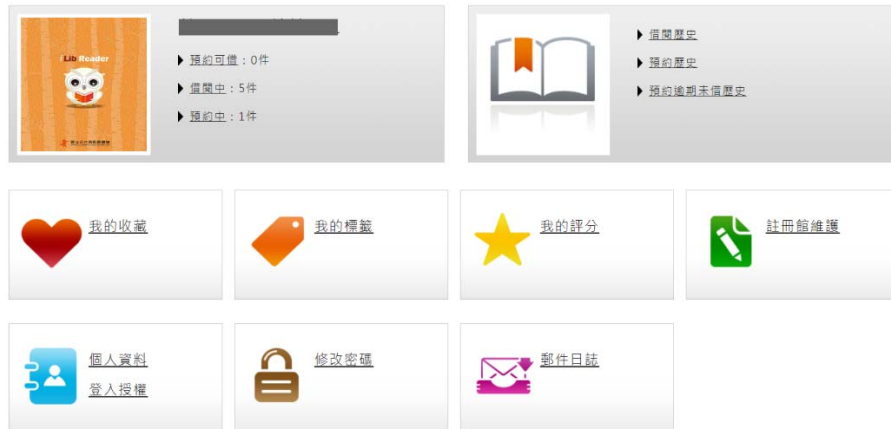 iLib Reader
預約可借：0件
借閱中：5件
預約中：1件
借閱歷史
預約歷史
預約逾期未借歷史
我的收藏
我的標籤
我的評分
註冊館維護
個人資料
登入授權
修改密碼
郵件日誌